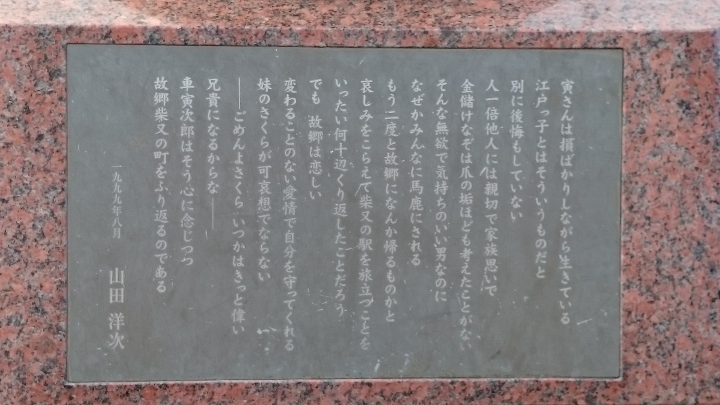 寅さんは損ばかりしながら生きている
江戸っ子とはそういうものだと
別に後悔もしていない
人一倍他人には親切で家族思いで
金儲けなぞは爪の垢ほども考えたことがない
そんな無欲で気持ちのいい男なのに
なぜかみんなに馬鹿にされる
もう二度と故郷になんか帰るものかと
哀しみをこらえて柴又の駅を旅立つことを
いったい何十辺くり返したことだろう
でも 故郷は恋しい
変わることのない愛情で自分を守ってくれる
妹のさくらが可哀想でならない
――ごめんよさくら いつかはきっと偉い
兄貴になるからな――
車寅次郎はそう心に念じつつ
故郷柴又の町をふり返るのである
一九九九年八月
山田 洋次